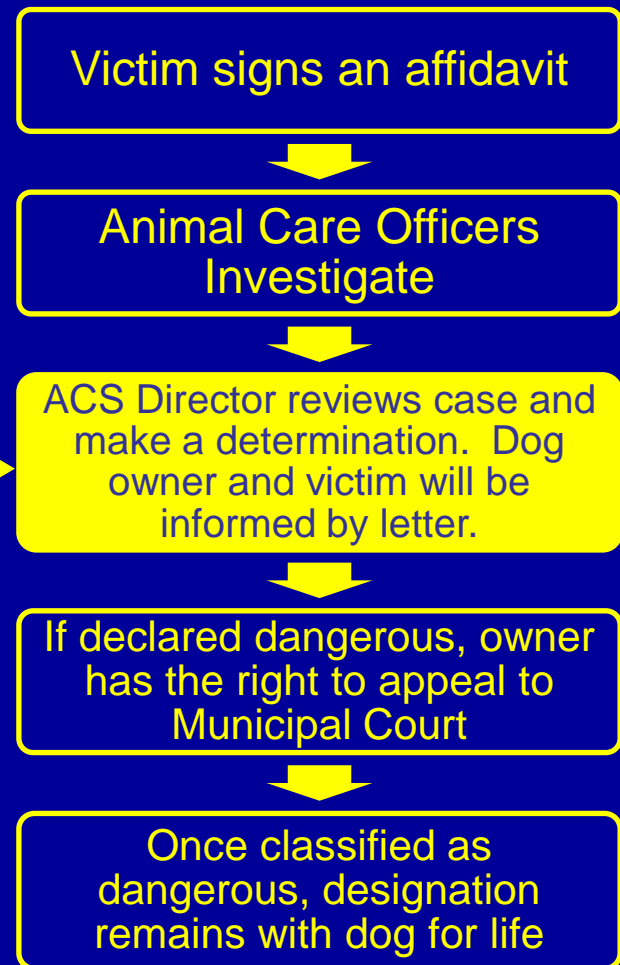 Victim signs an affidavit
Animal Care Officers
Investigate
ACS Director reviews case and
make a determination.  Dog
owner and victim will be
informed by letter.
If declared dangerous, owner
has the right to appeal to
Municipal Court
Once classified as
dangerous, designation
remains with dog for life